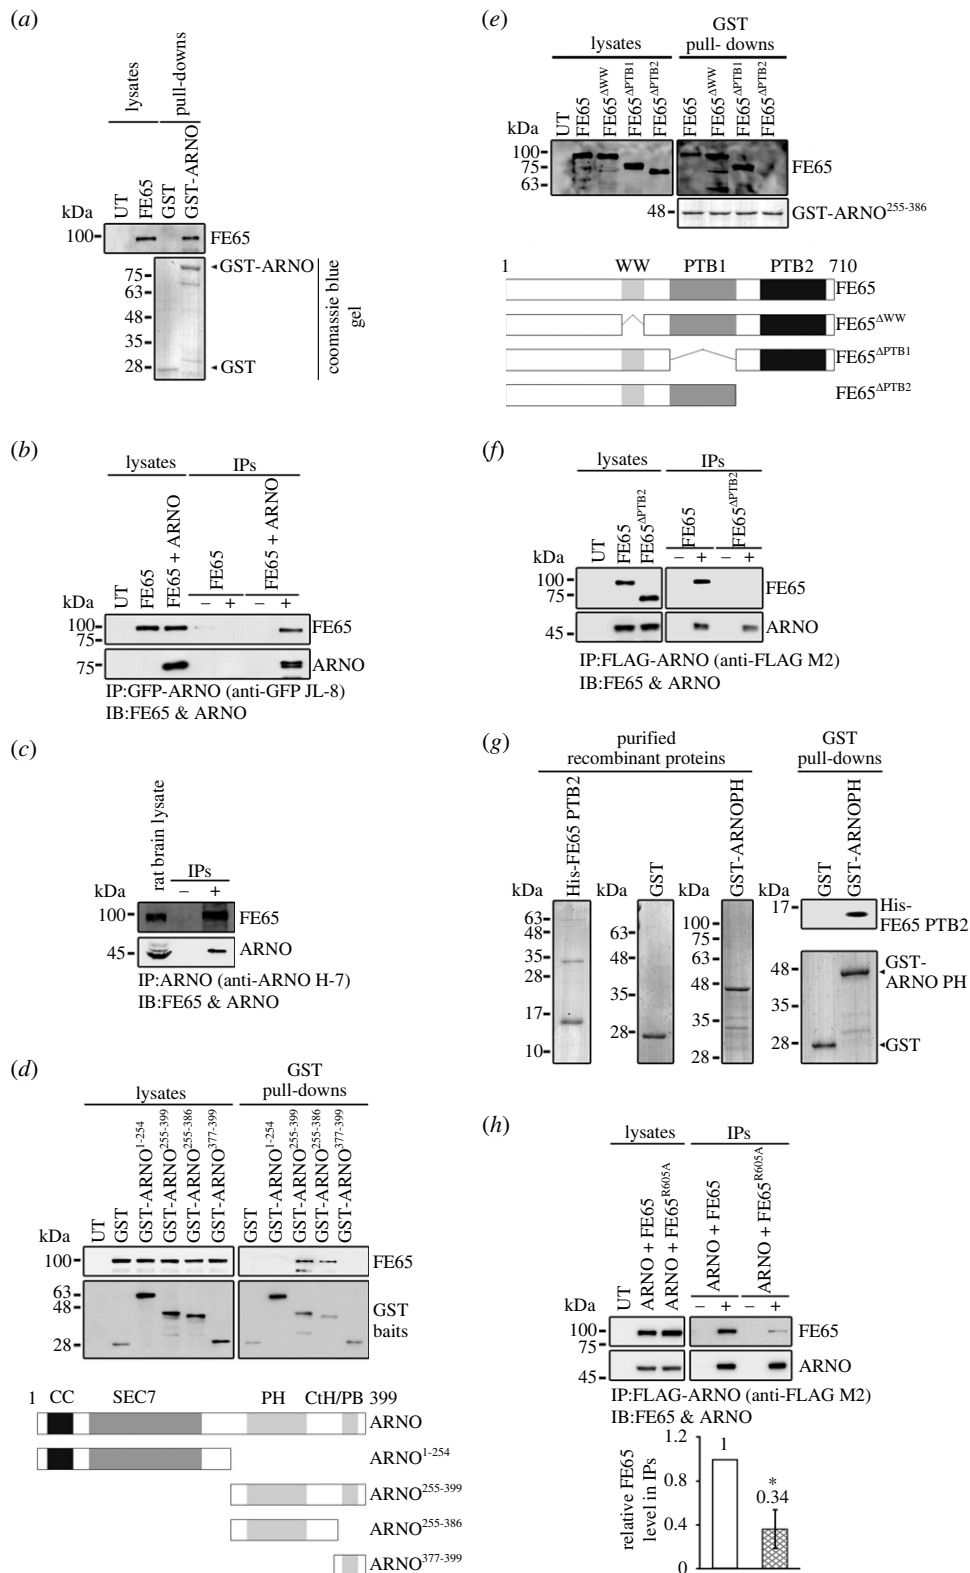 (a)
lysates
pull-downs
UT
FE65
GST
GST-ARNO
kDa
100
FE65
75
63
48
35
28
GST-ARNO
GST
coomassie blue
gel
(b)
lysates IPs
UT
FE65
FE65 + ARNO
FE65
FE65 + ARNO
kDa
– + – +
100
75
FE65
75
ARNO
IP:GFP-ARNO (anti-GFP JL-8)
IB:FE65 & ARNO
(c)
rat brain lysate
IPs
kDa – +
100
FE65
45
ARNO
IP:ARNO (anti-ARNO H-7)
IB:FE65 & ARNO
(d)
lysates
GST
pull-downs
UT
GST
GST-ARNO1-254
GST-ARNO255-399
GST-ARNO255-386
GST-ARNO377-399
GST
GST-ARNO1-254
GST-ARNO255-399
GST-ARNO255-386
GST-ARNO377-399
kDa
100
FE65
63
48
28
GST
baits
1 CC SEC7 PH CtH/PB 399
ARNO
ARNO1-254
ARNO255-399
ARNO255-386
ARNO377-399
(e)
lysates
GST
pull- downs
UT
FE65
FE65ΔWW
FE65ΔPTB1
FE65ΔPTB2
FE65
FE65ΔWW
FE65ΔPTB1
FE65ΔPTB2
kDa
100
75
63
FE65
48
GST-ARNO255-386
1 WW PTB1 PTB2 710
FE65
FE65ΔWW
FE65ΔPTB1
FE65ΔPTB2
(f)
lysates IPs
UT
FE65
FE65ΔPTB2
FE65
FE65ΔPTB2
kDa
– + – +
100
75
FE65
45
ARNO
IP:FLAG-ARNO (anti-FLAG M2)
IB:FE65 & ARNO
(g)
purified
recombinant proteins
GST
pull-downs
His-FE65 PTB2
GST
GST-ARNOPH
GST
GST-ARNOPH
kDa
63
48
35
28
17
10
kDa
48
35
28
kDa
100
75
63
48
35
28
kDa
17
His-
FE65 PTB2
48
28
GST-
ARNO PH
GST
(h)
lysates IPs
UT
ARNO + FE65
ARNO + FE65R605A
ARNO + FE65
ARNO + FE65R605A
kDa
– + – +
100
75
FE65
45
ARNO
IP:FLAG-ARNO (anti-FLAG M2)
IB:FE65 & ARNO
relative FE65
level in IPs
1.2
0.8
0.4
0
1
*
0.34